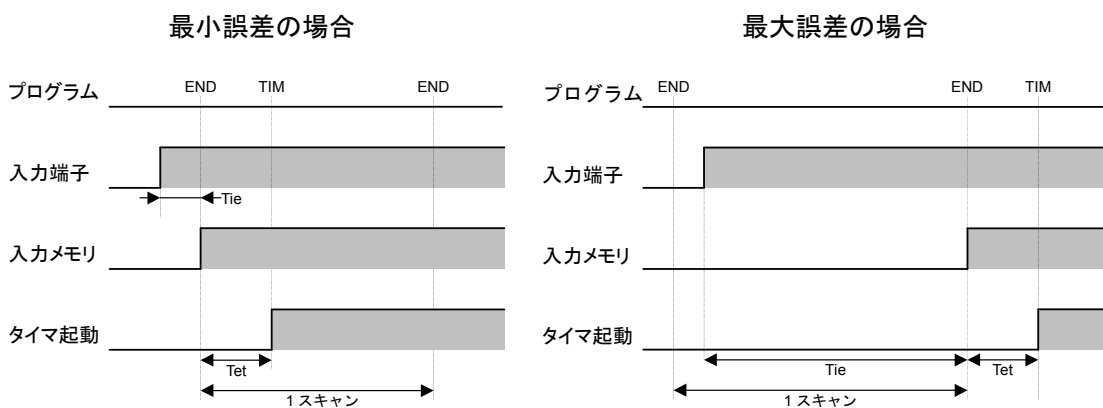 最小誤差の場合
プログラム
END
TIM
END
入力端子
Tie
入力メモリ
タイマ起動
Tet
1スキャン
最大誤差の場合
プログラム
END
END
TIM
入力端子
入力メモリ
タイマ起動
Tie
Tet
1スキャン